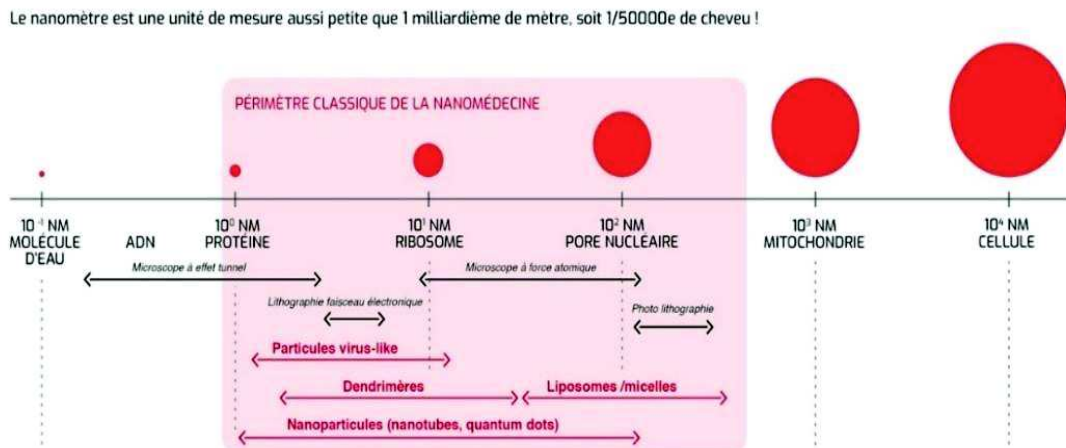 Le nanomètre est une unité de mesure aussi petite que 1 milliardième de mètre, soit 1/50000e de cheveu !
PÉRIMÈTRE CLASSIQUE DE LA NANOMÉDECINE
10⁻¹ NM
MOLÉCULE
D'EAU
ADN
10⁰ NM
PROTÉINE
10¹ NM
RIBOSOME
10² NM
PORE NUCLÉAIRE
10³ NM
MITOCHONDRIE
10⁴ NM
CELLULE
Microscope à effet tunnel
Microscope à force atomique
Lithographie faisceau électronique
Photo lithographie
Particules virus-like
Dendrimères
Liposomes /micelles
Nanoparticules (nanotubes, quantum dots)